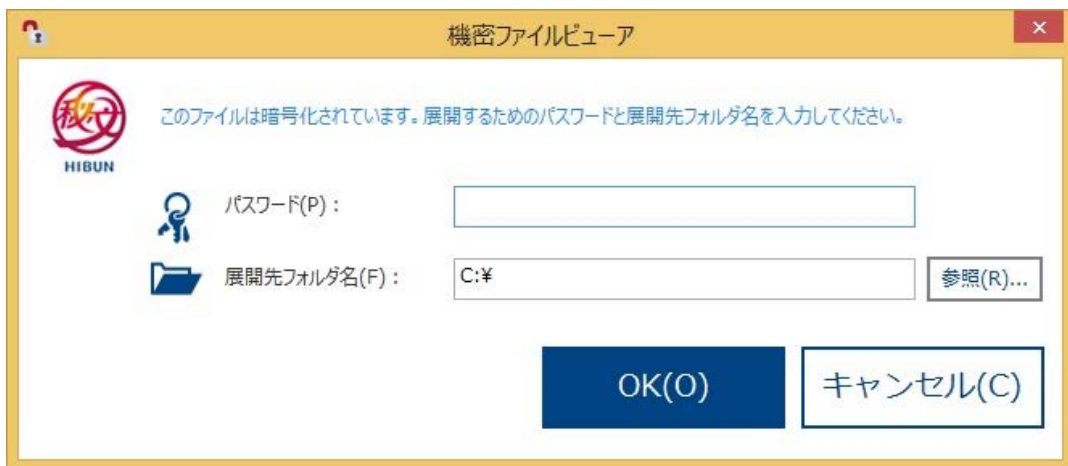 機密ファイルビューア
秘文
HIBUN
このファイルは暗号化されています。展開するためのパスワードと展開先フォルダ名を入力してください。
パスワード(P)：
展開先フォルダ名(F)：
C:¥
参照(R)...
OK(O)
キャンセル(C)